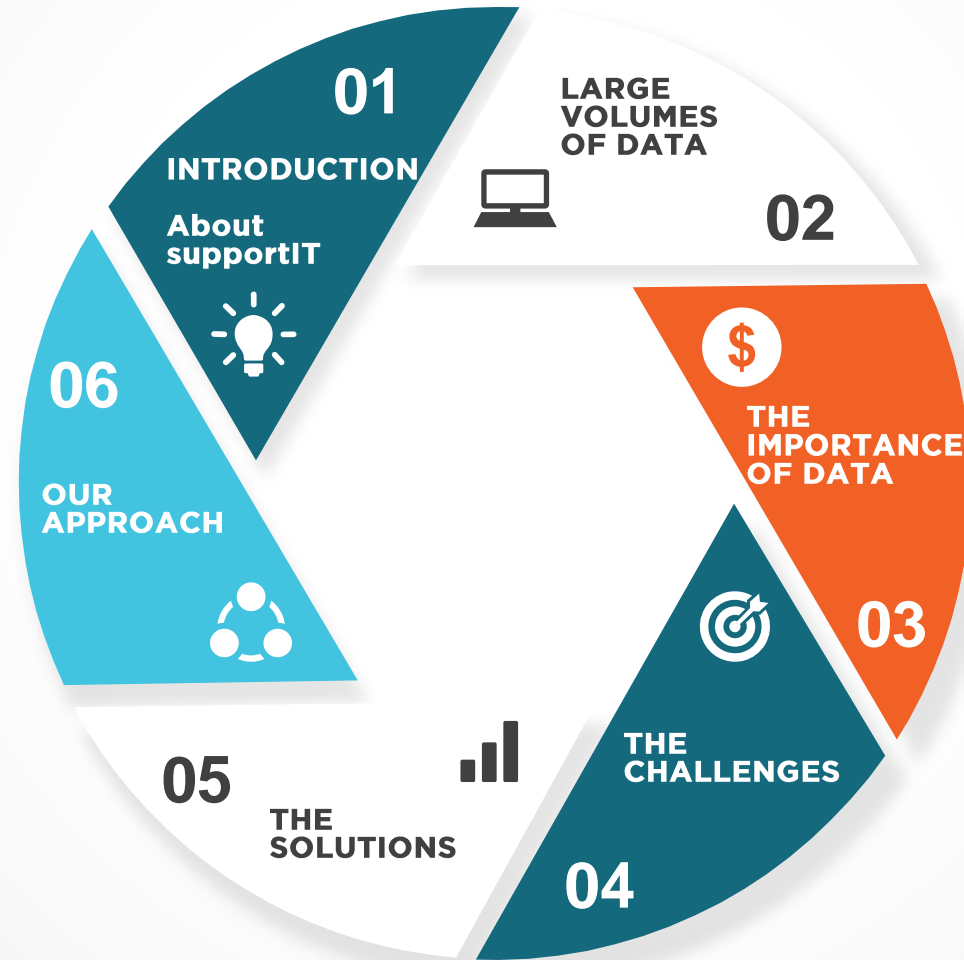 01
INTRODUCTION
About
supportIT
LARGE
VOLUMES
OF DATA
02
$
THE
IMPORTANCE
OF DATA
03
THE
CHALLENGES
04
05
THE
SOLUTIONS
06
OUR
APPROACH